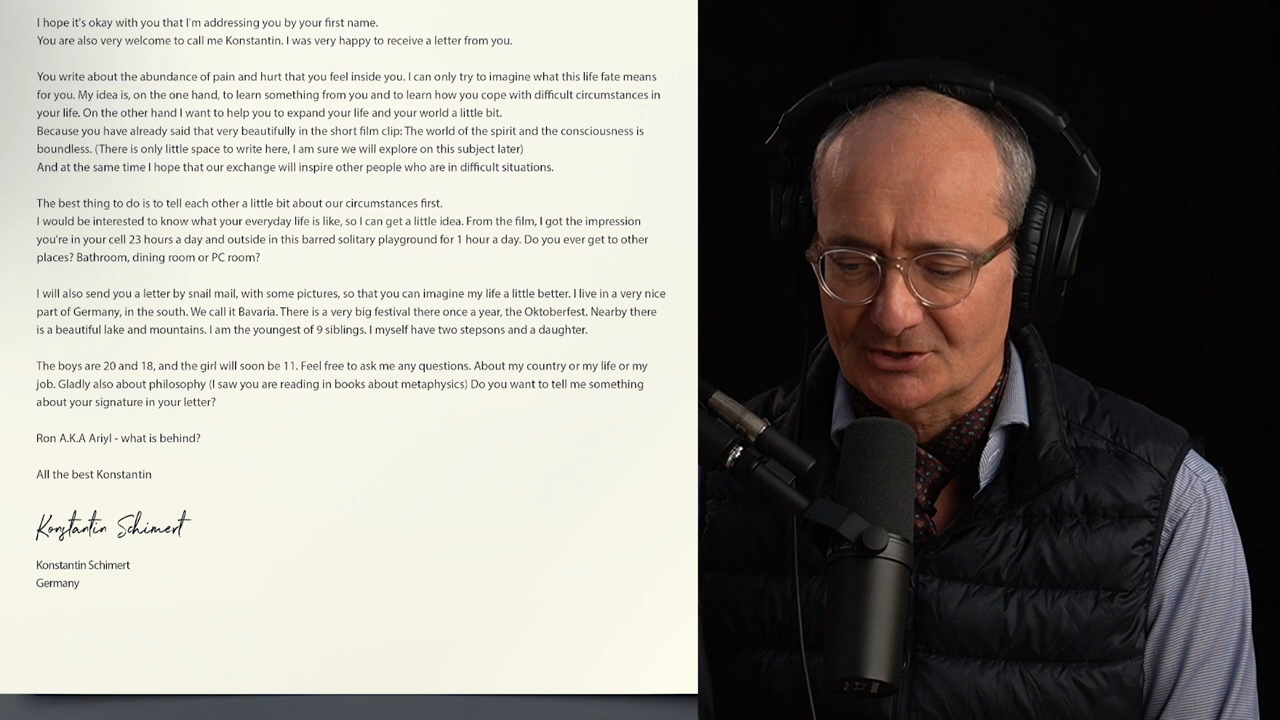 I hope it's okay with you that I'm addressing you by your first name.
You are also very welcome to call me Konstantin. I was very happy to receive a letter from you.
You write about the abundance of pain and hurt that you feel inside you. I can only try to imagine what this life fate means
for you. My idea is, on the one hand, to learn something from you and to learn how you cope with difficult circumstances in
your life. On the other hand I want to help you to expand your life and your world a little bit.
Because you have already said that very beautifully in the short film clip: The world of the spirit and the consciousness is
boundless. (There is only little space to write here, I am sure we will explore on this subject later)
And at the same time I hope that our exchange will inspire other people who are in difficult situations.
The best thing to do is to tell each other a little bit about our circumstances first.
I would be interested to know what your everyday life is like, so I can get a little idea. From the film, I got the impression
you're in your cell 23 hours a day and outside in this barred solitary playground for 1 hour a day. Do you ever get to other
places? Bathroom, dining room or PC room?
I will also send you a letter by snail mail, with some pictures, so that you can imagine my life a little better. I live in a very nice
part of Germany, in the south. We call it Bavaria. There is a very big festival there once a year, the Oktoberfest. Nearby there
is a beautiful lake and mountains. I am the youngest of 9 siblings. I myself have two stepsons and a daughter.
The boys are 20 and 18, and the girl will soon be 11. Feel free to ask me any questions. About my country or my life or my
job. Gladly also about philosophy (I saw you are reading in books about metaphysics) Do you want to tell me something
about your signature in your letter?
Ron A.K.A Ariyl - what is behind?
All the best Konstantin
Konstantin Schimert
Konstantin Schimert
Germany